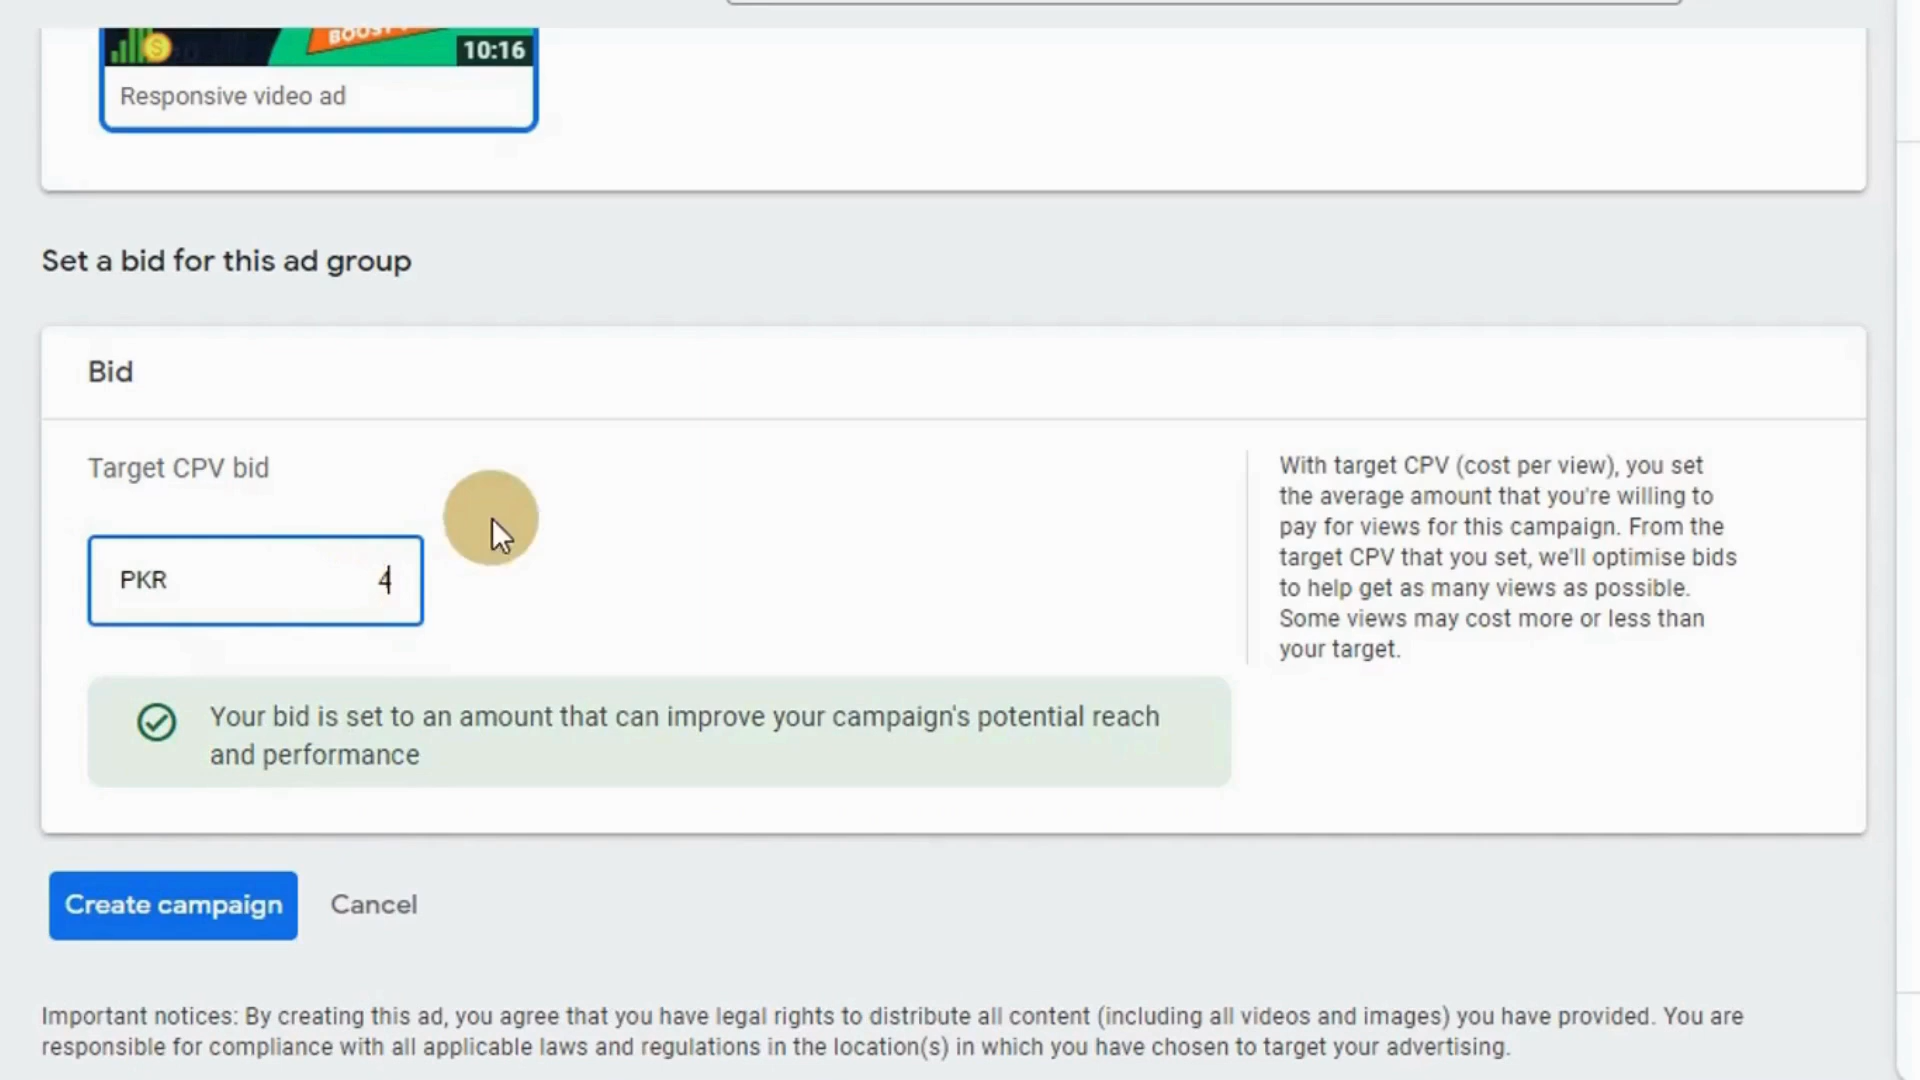 BOOST
10:16
Responsive video ad
Set a bid for this ad group
Bid
Target CPV bid
With target CPV (cost per view), you set
the average amount that you're willing to
pay for views for this campaign. From the
target CPV that you set, we'll optimise bids
to help get as many views as possible.
Some views may cost more or less than
your target.
PKR 4
Your bid is set to an amount that can improve your campaign's potential reach
and performance
Create campaign Cancel
Important notices: By creating this ad, you agree that you have legal rights to distribute all content (including all videos and images) you have provided. You are
responsible for compliance with all applicable laws and regulations in the location(s) in which you have chosen to target your advertising.